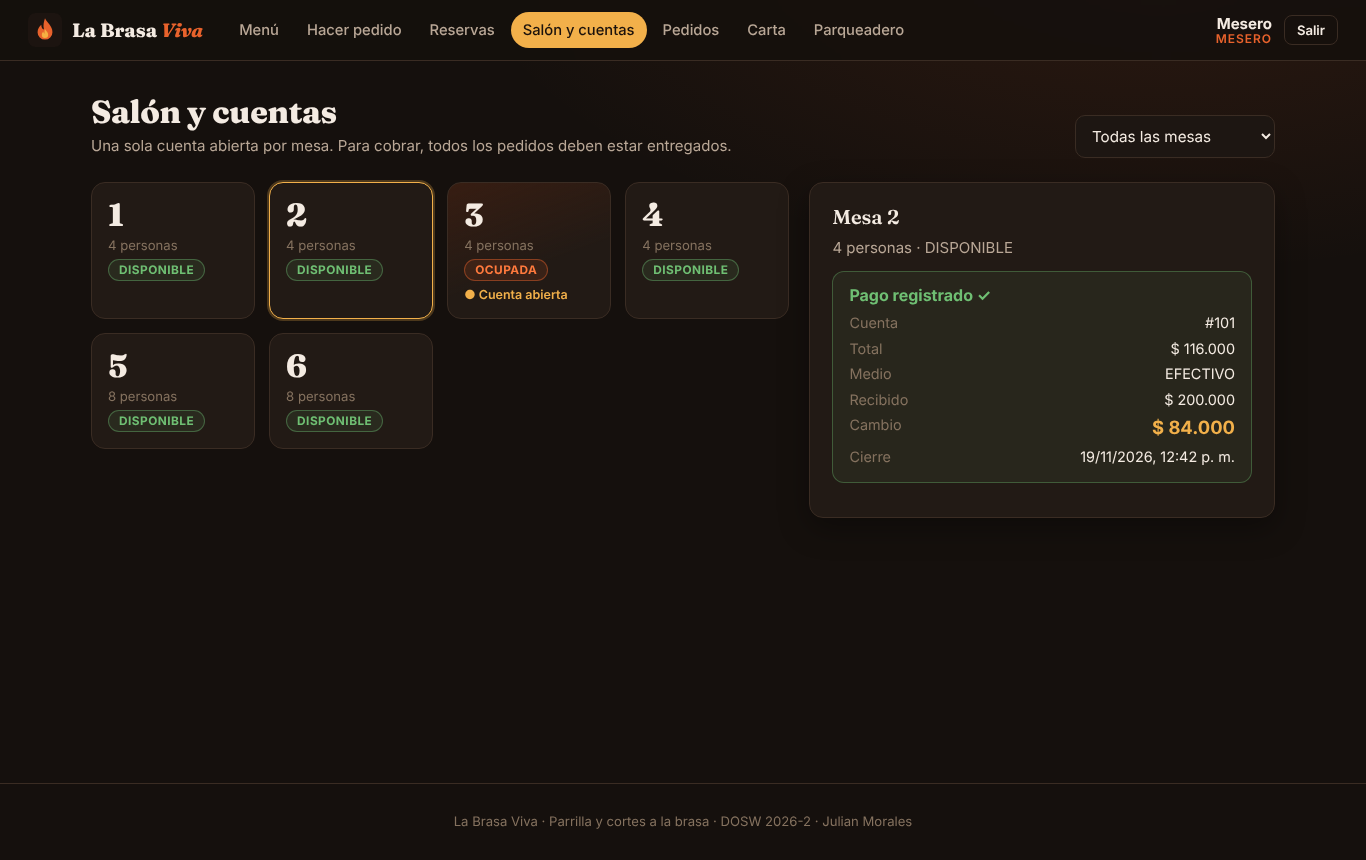 La Brasa Viva
Menú
Hacer pedido
Reservas
Salón y cuentas
Pedidos
Carta
Parqueadero
Mesero
MESERO
Salir
Salón y cuentas
Una sola cuenta abierta por mesa. Para cobrar, todos los pedidos deben estar entregados.
Todas las mesas
1
4 personas
DISPONIBLE
2
4 personas
DISPONIBLE
3
4 personas
OCUPADA
Cuenta abierta
4
4 personas
DISPONIBLE
5
8 personas
DISPONIBLE
6
8 personas
DISPONIBLE
Mesa 2
4 personas · DISPONIBLE
Pago registrado ✓
Cuenta #101
Total $ 116.000
Medio EFECTIVO
Recibido $ 200.000
Cambio $ 84.000
Cierre 19/11/2026, 12:42 p. m.
La Brasa Viva · Parrilla y cortes a la brasa · DOSW 2026-2 · Julian Morales